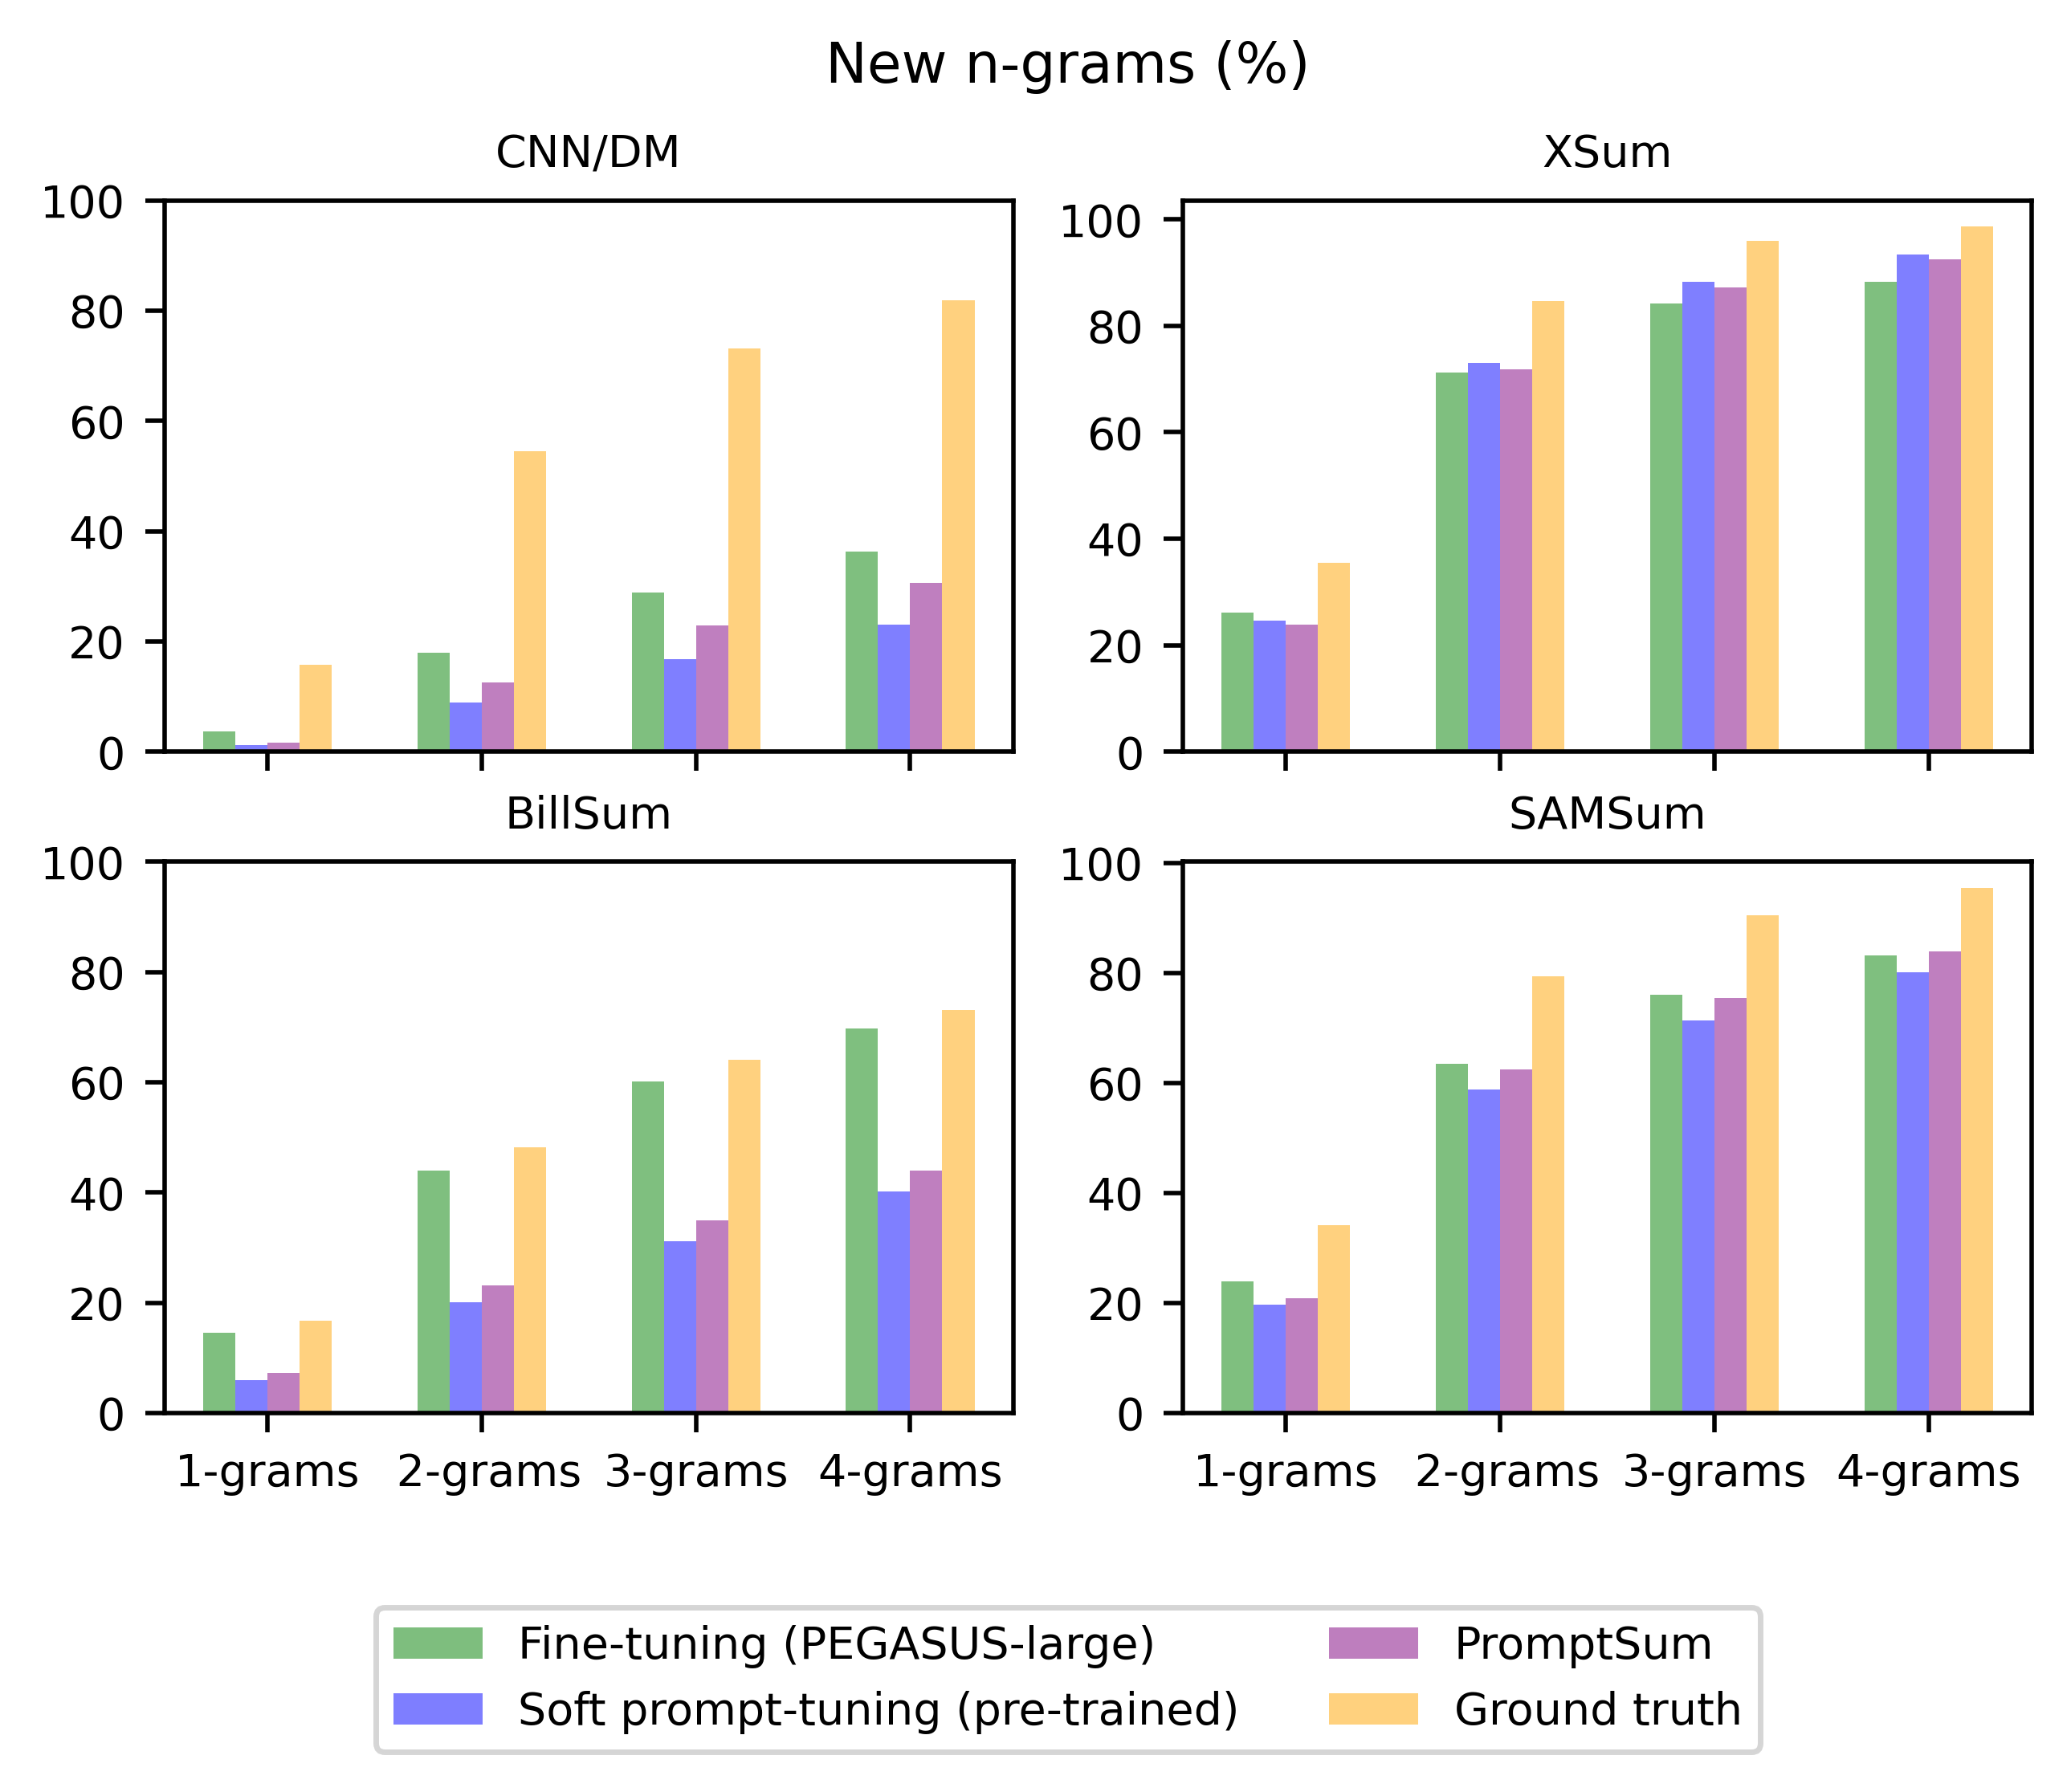 New n-grams (%)
CNN/DM
100
80
60
40
20
0
XSum
100
80
60
40
20
0
BillSum
100
80
60
40
20
0
1-grams 2-grams 3-grams 4-grams
SAMSum
100
80
60
40
20
0
1-grams 2-grams 3-grams 4-grams
Fine-tuning (PEGASUS-large)
Soft prompt-tuning (pre-trained)
PromptSum
Ground truth